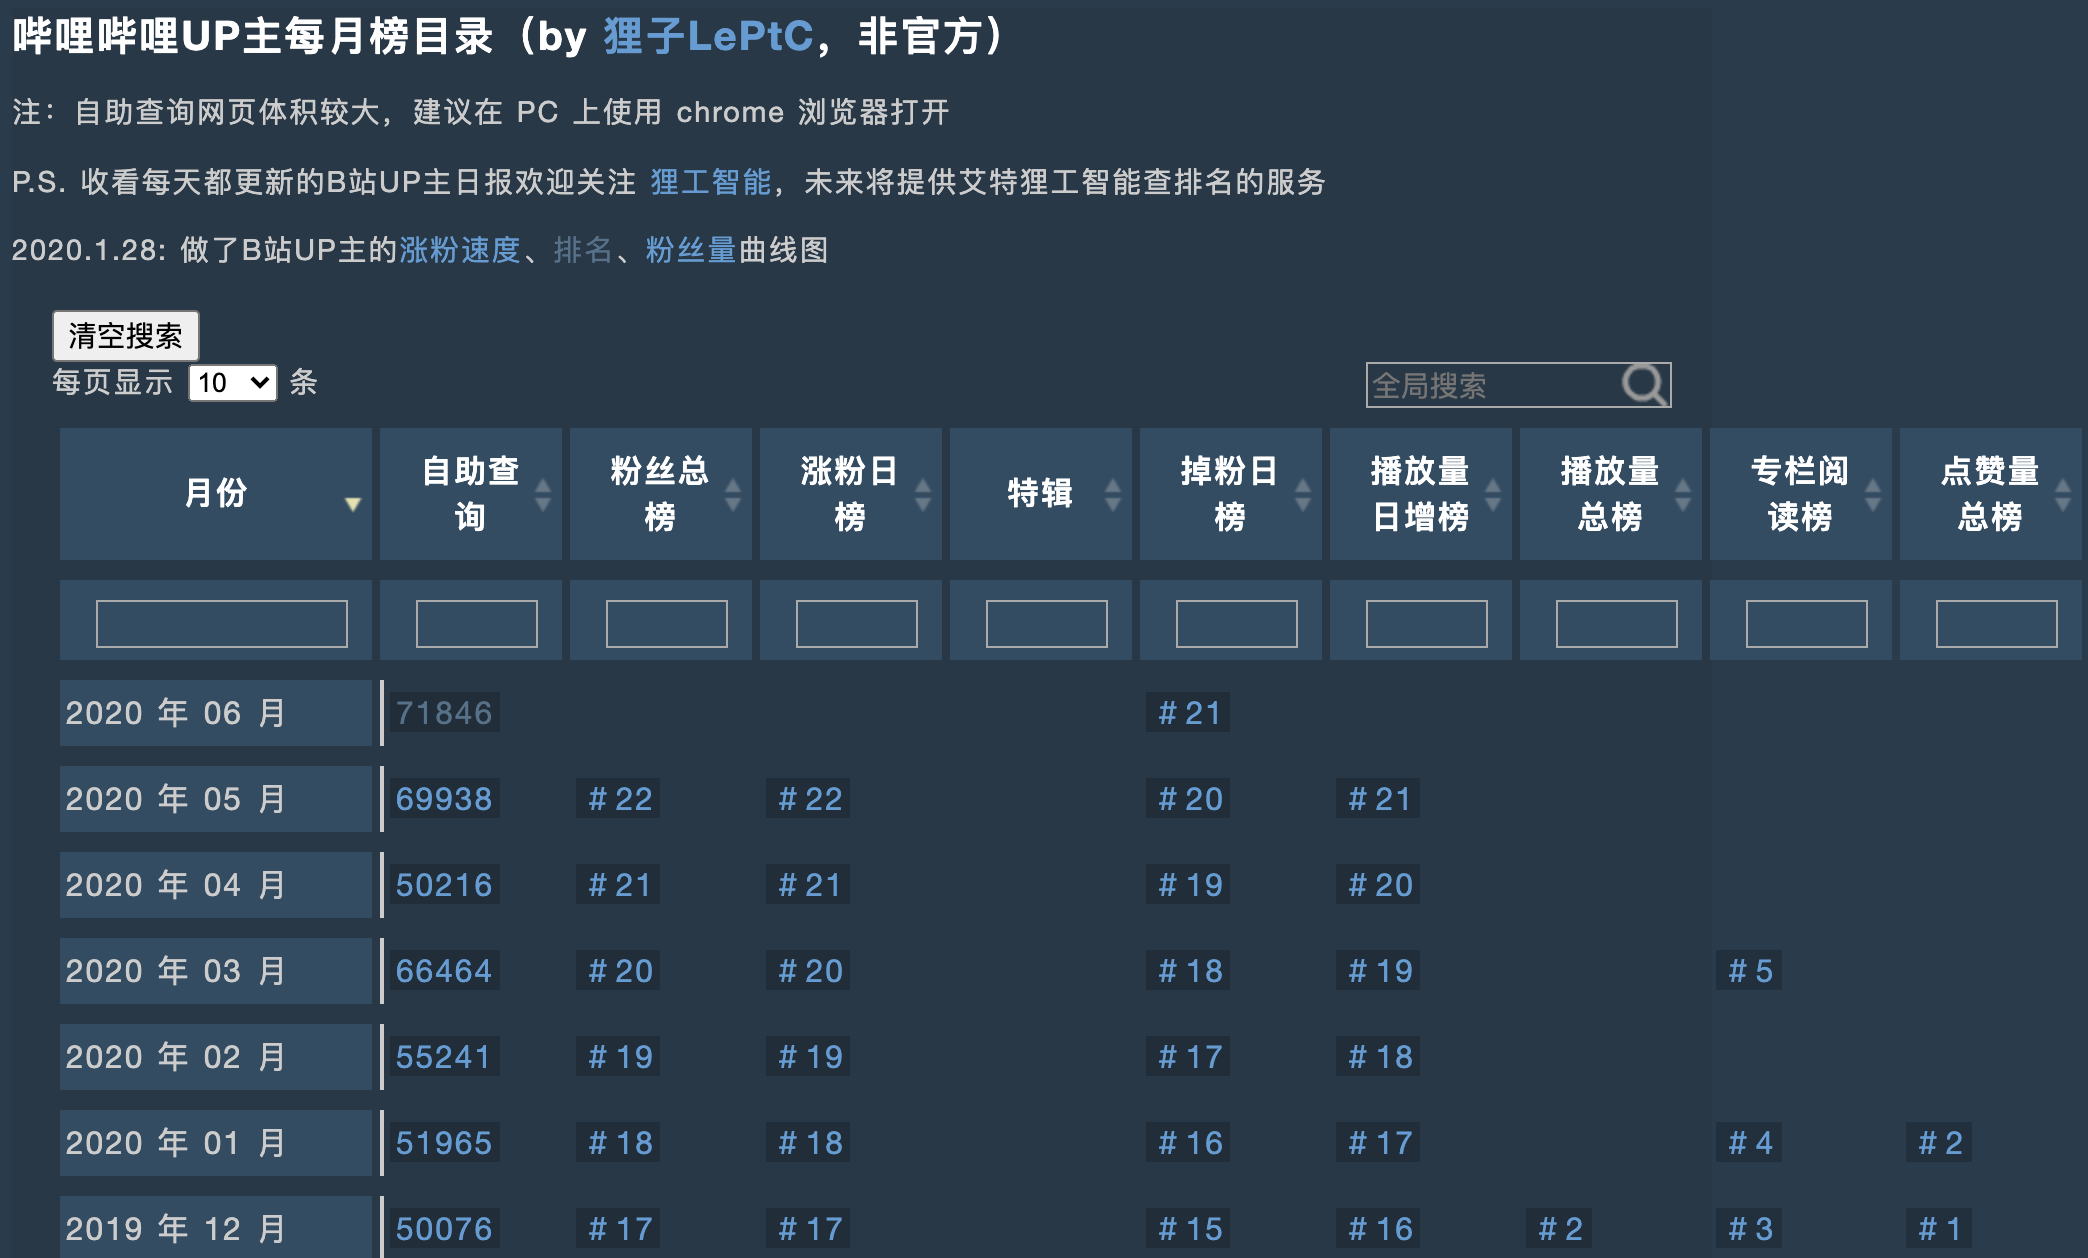 哔哩哔哩UP主每月榜目录（by 狸子LePtC，非官方）
注：自助查询网页体积较大，建议在 PC 上使用 chrome 浏览器打开
P.S. 收看每天都更新的B站UP主日报欢迎关注 狸工智能，未来将提供艾特狸工智能查排名的服务
2020.1.28: 做了B站UP主的涨粉速度、排名、粉丝量曲线图
清空搜索
每页显示 10 条
全局搜索
月份 自助查询 粉丝总榜 涨粉日榜 特辑 掉粉日榜 播放量日增榜 播放量总榜 专栏阅读榜 点赞量总榜
2020 年 06 月 71846 # 21
2020 年 05 月 69938 # 22 # 22 # 20 # 21
2020 年 04 月 50216 # 21 # 21 # 19 # 20
2020 年 03 月 66464 # 20 # 20 # 18 # 19 # 5
2020 年 02 月 55241 # 19 # 19 # 17 # 18
2020 年 01 月 51965 # 18 # 18 # 16 # 17 # 4 # 2
2019 年 12 月 50076 # 17 # 17 # 15 # 16 # 2 # 3 # 1